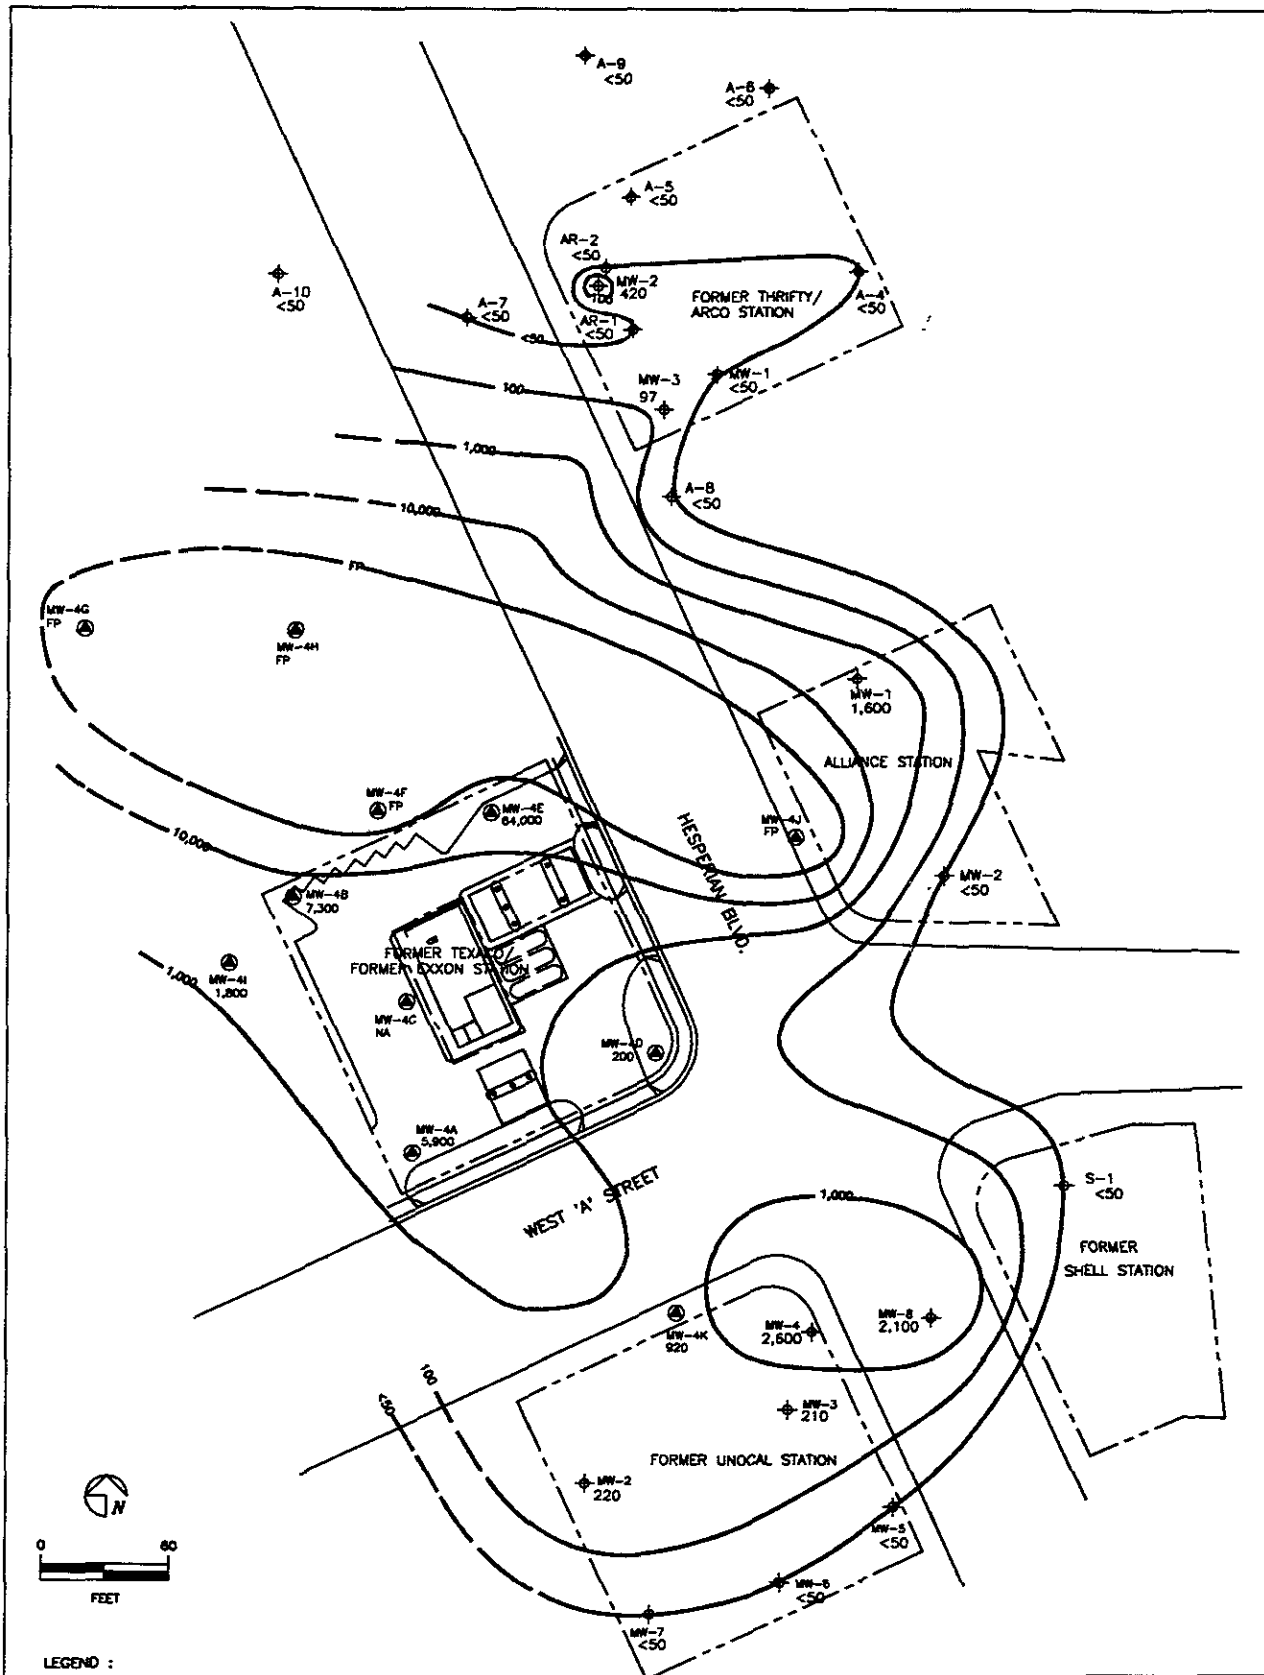 A-9
<50
A-6
<50
A-5
<50
AR-2
<50
MW-2
420
100
A-10
<50
A-7
<50
<50
AR-1
<50
FORMER THRIFTY/
ARCO STATION
A-4
<50
MW-3
97
MW-1
<50
100
1,000
10,000
A-8
<50
FP
MW-4G
FP
MW-4H
FP
MW-1
1,600
ALLIANCE STATION
MW-4F
FP
MW-4E
64,000
MW-4J
FP
HESPERIAN BLVD.
10,000
MW-4B
7,300
MW-2
<50
FORMER TEXACO/
FORMER EXXON STATION
1,000
MW-4I
1,800
MW-4C
NA
MW-4D
200
MW-4A
5,900
WEST 'A' STREET
1,000
S-1
<50
FORMER
SHELL STATION
MW-4K
920
MW-4
2,600
MW-8
2,100
100
<50
MW-3
210
FORMER UNOCAL STATION
MW-2
220
N
0 60
FEET
MW-5
<50
MW-6
<50
MW-7
<50
LEGEND :